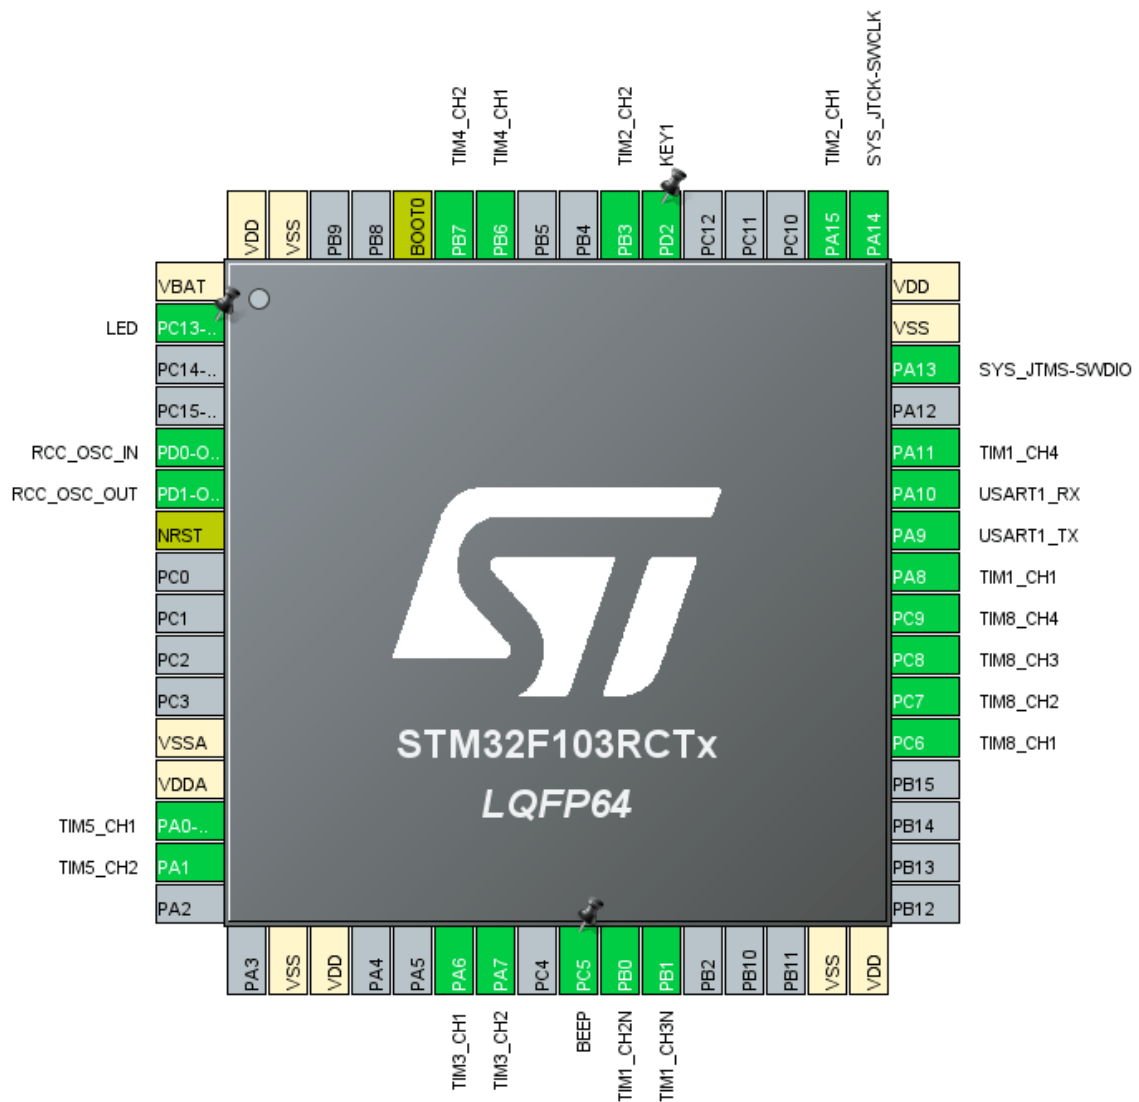 TIM4_CH2
TIM4_CH1
TIM2_CH2
KEY1
TIM2_CH1
SYS_JTCK-SWCLK
VDD
VSS
PB9
PB8
BOOT0
PB7
PB6
PB5
PB4
PB3
PD2
PC12
PC11
PC10
PA15
PA14
VBAT
LED
PC13-..
PC14-..
PC15-..
RCC_OSC_IN
PD0-O..
RCC_OSC_OUT
PD1-O..
NRST
PC0
PC1
PC2
PC3
VSSA
VDDA
TIM5_CH1
PA0-..
TIM5_CH2
PA1
PA2
STM32F103RCTx
LQFP64
VDD
VSS
PA13
SYS_JTMS-SWDIO
PA12
PA11
TIM1_CH4
PA10
USART1_RX
PA9
USART1_TX
PA8
TIM1_CH1
PC9
TIM8_CH4
PC8
TIM8_CH3
PC7
TIM8_CH2
PC6
TIM8_CH1
PB15
PB14
PB13
PB12
PA3
VSS
VDD
PA4
PA5
PA6
PA7
PC4
PC5
PB0
PB1
PB2
PB10
PB11
VSS
VDD
TIM3_CH1
TIM3_CH2
BEEP
TIM1_CH2N
TIM1_CH3N